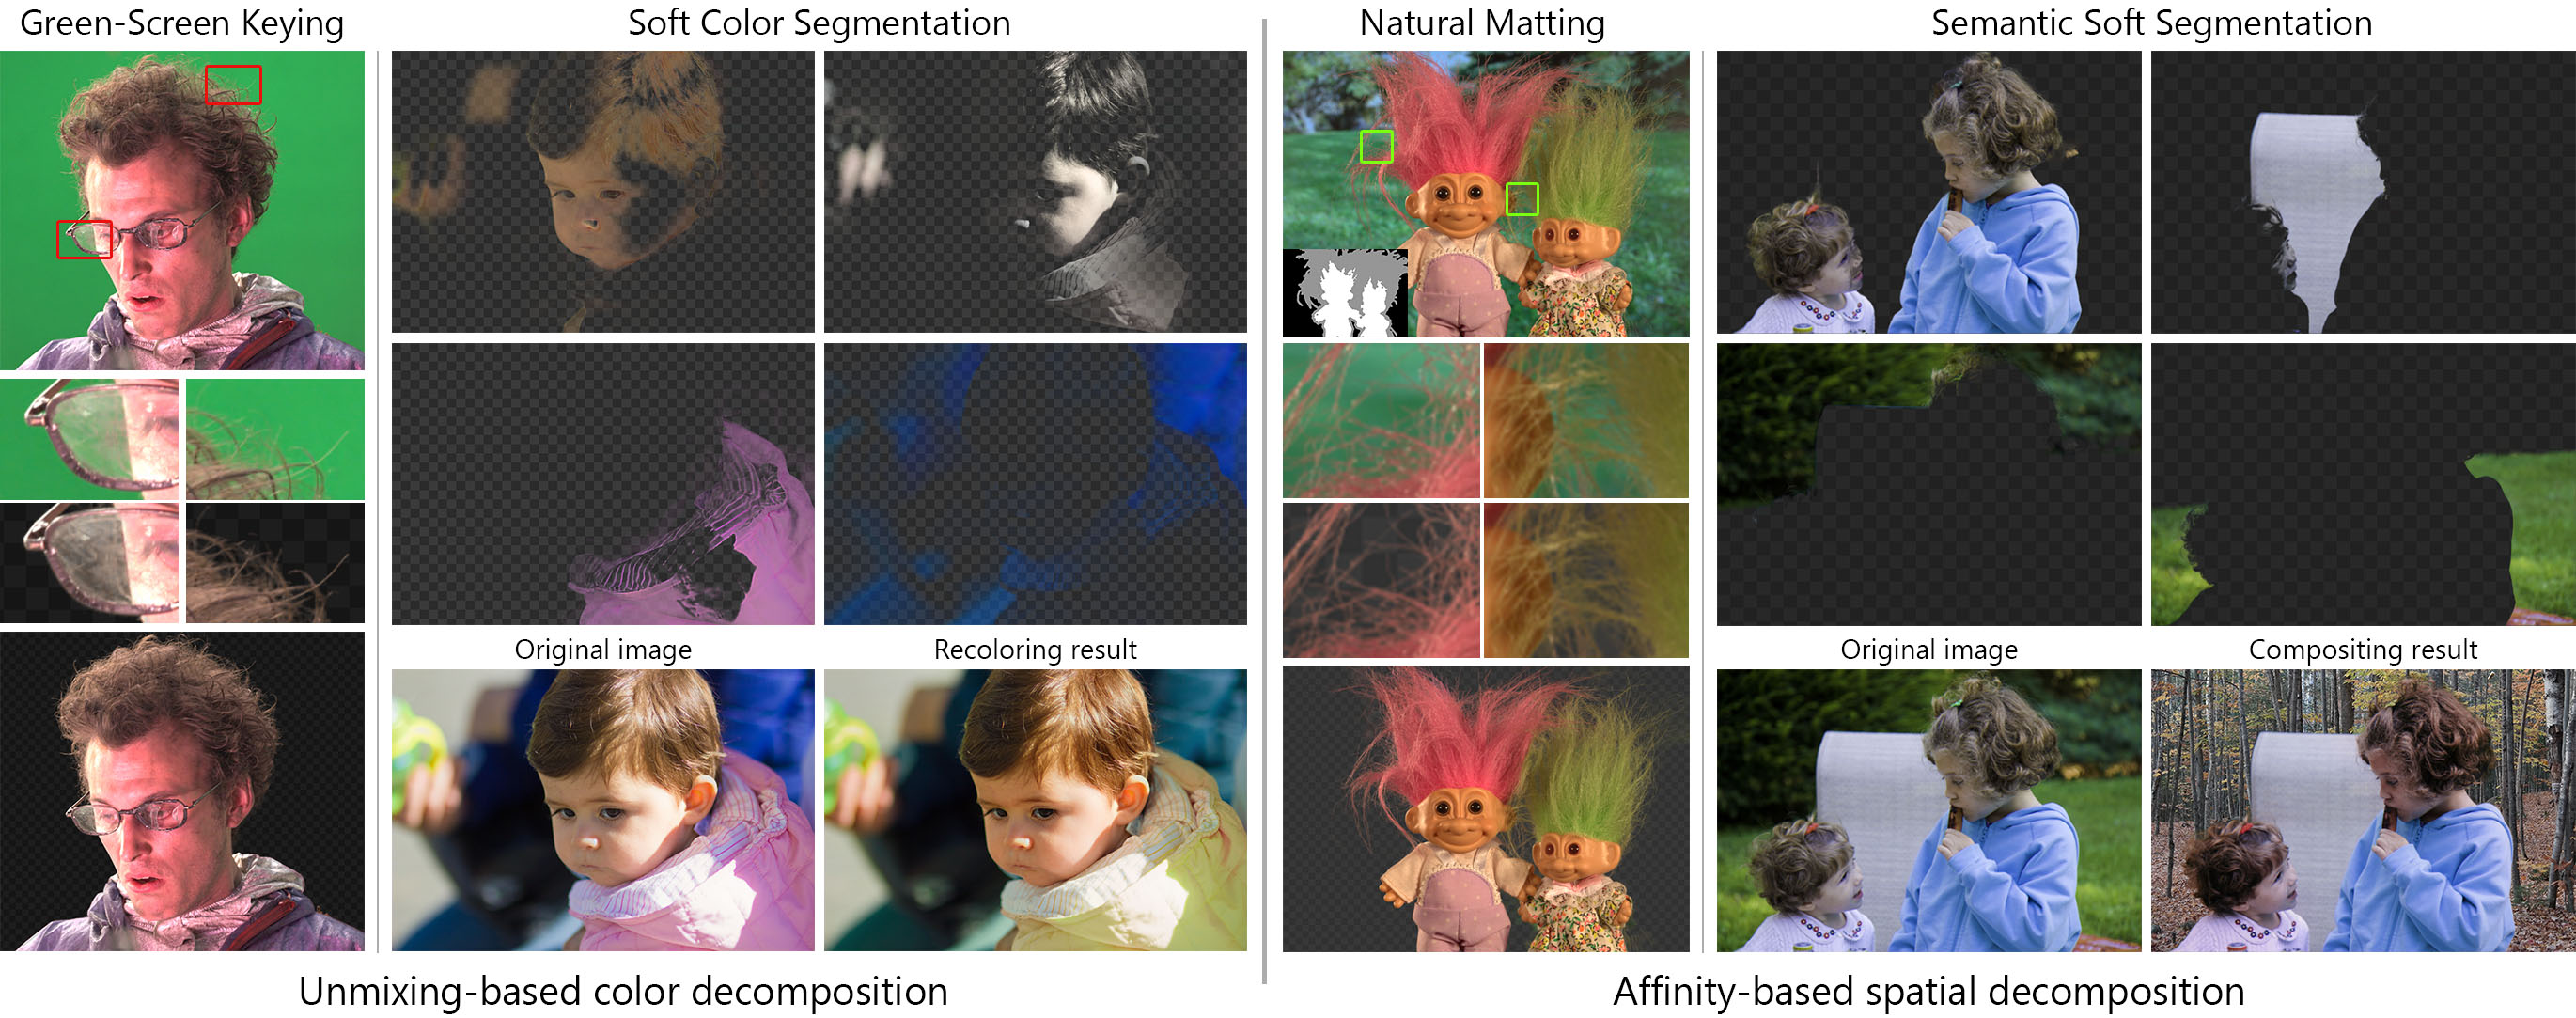 Green-Screen Keying
Soft Color Segmentation
Natural Matting
Semantic Soft Segmentation
Original image
Recoloring result
Original image
Compositing result
Unmixing-based color decomposition
Affinity-based spatial decomposition